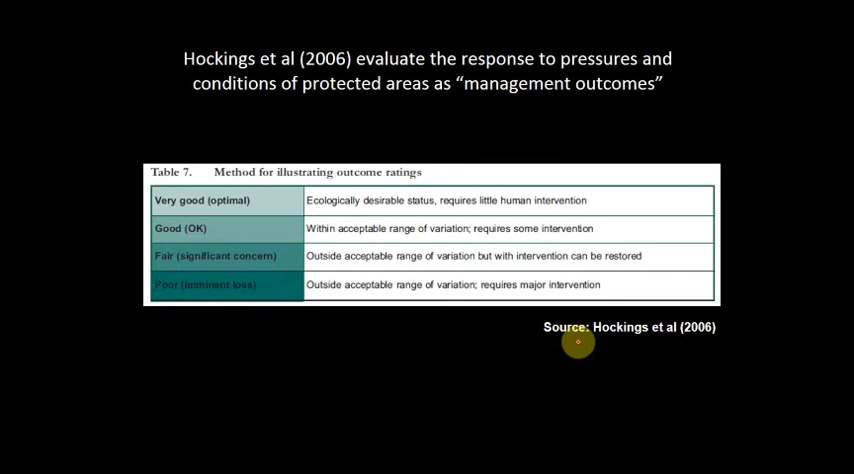 Hockings et al (2006) evaluate the response to pressures and
conditions of protected areas as “management outcomes”
Table 7. Method for illustrating outcome ratings
Very good (optimal) Ecologically desirable status, requires little human intervention
Good (OK) Within acceptable range of variation; requires some intervention
Fair (significant concern) Outside acceptable range of variation but with intervention can be restored
Poor (imminent loss) Outside acceptable range of variation; requires major intervention
Source: Hockings et al (2006)